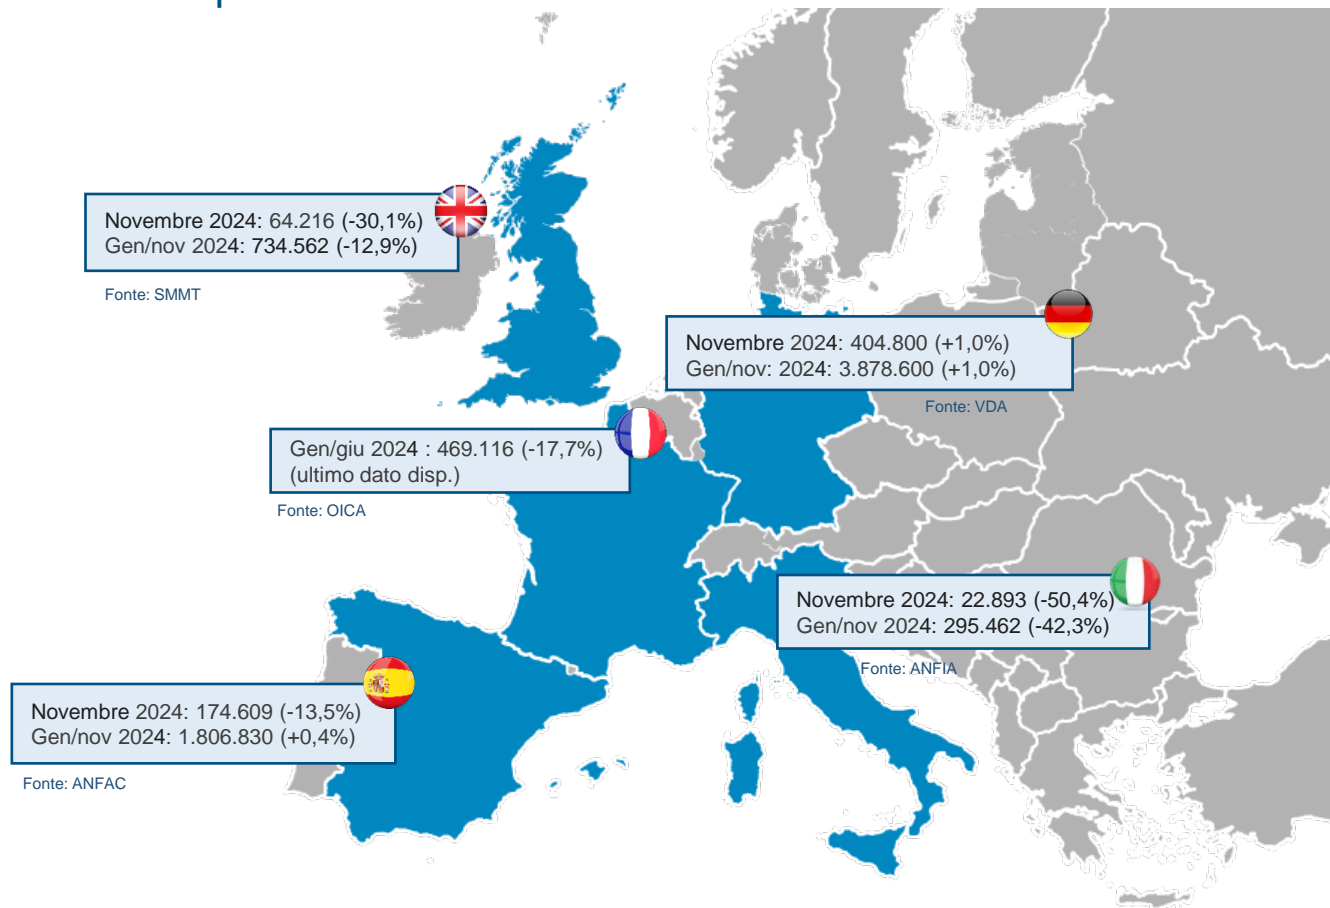 Novembre 2024: 64.216 (-30,1%)
Gen/nov 2024: 734.562 (-12,9%)
Fonte: SMMT
Novembre 2024: 404.800 (+1,0%)
Gen/nov: 2024: 3.878.600 (+1,0%)
Fonte: VDA
Gen/giu 2024 : 469.116 (-17,7%)
(ultimo dato disp.)
Fonte: OICA
Novembre 2024: 22.893 (-50,4%)
Gen/nov 2024: 295.462 (-42,3%)
Fonte: ANFIA
Novembre 2024: 174.609 (-13,5%)
Gen/nov 2024: 1.806.830 (+0,4%)
Fonte: ANFAC